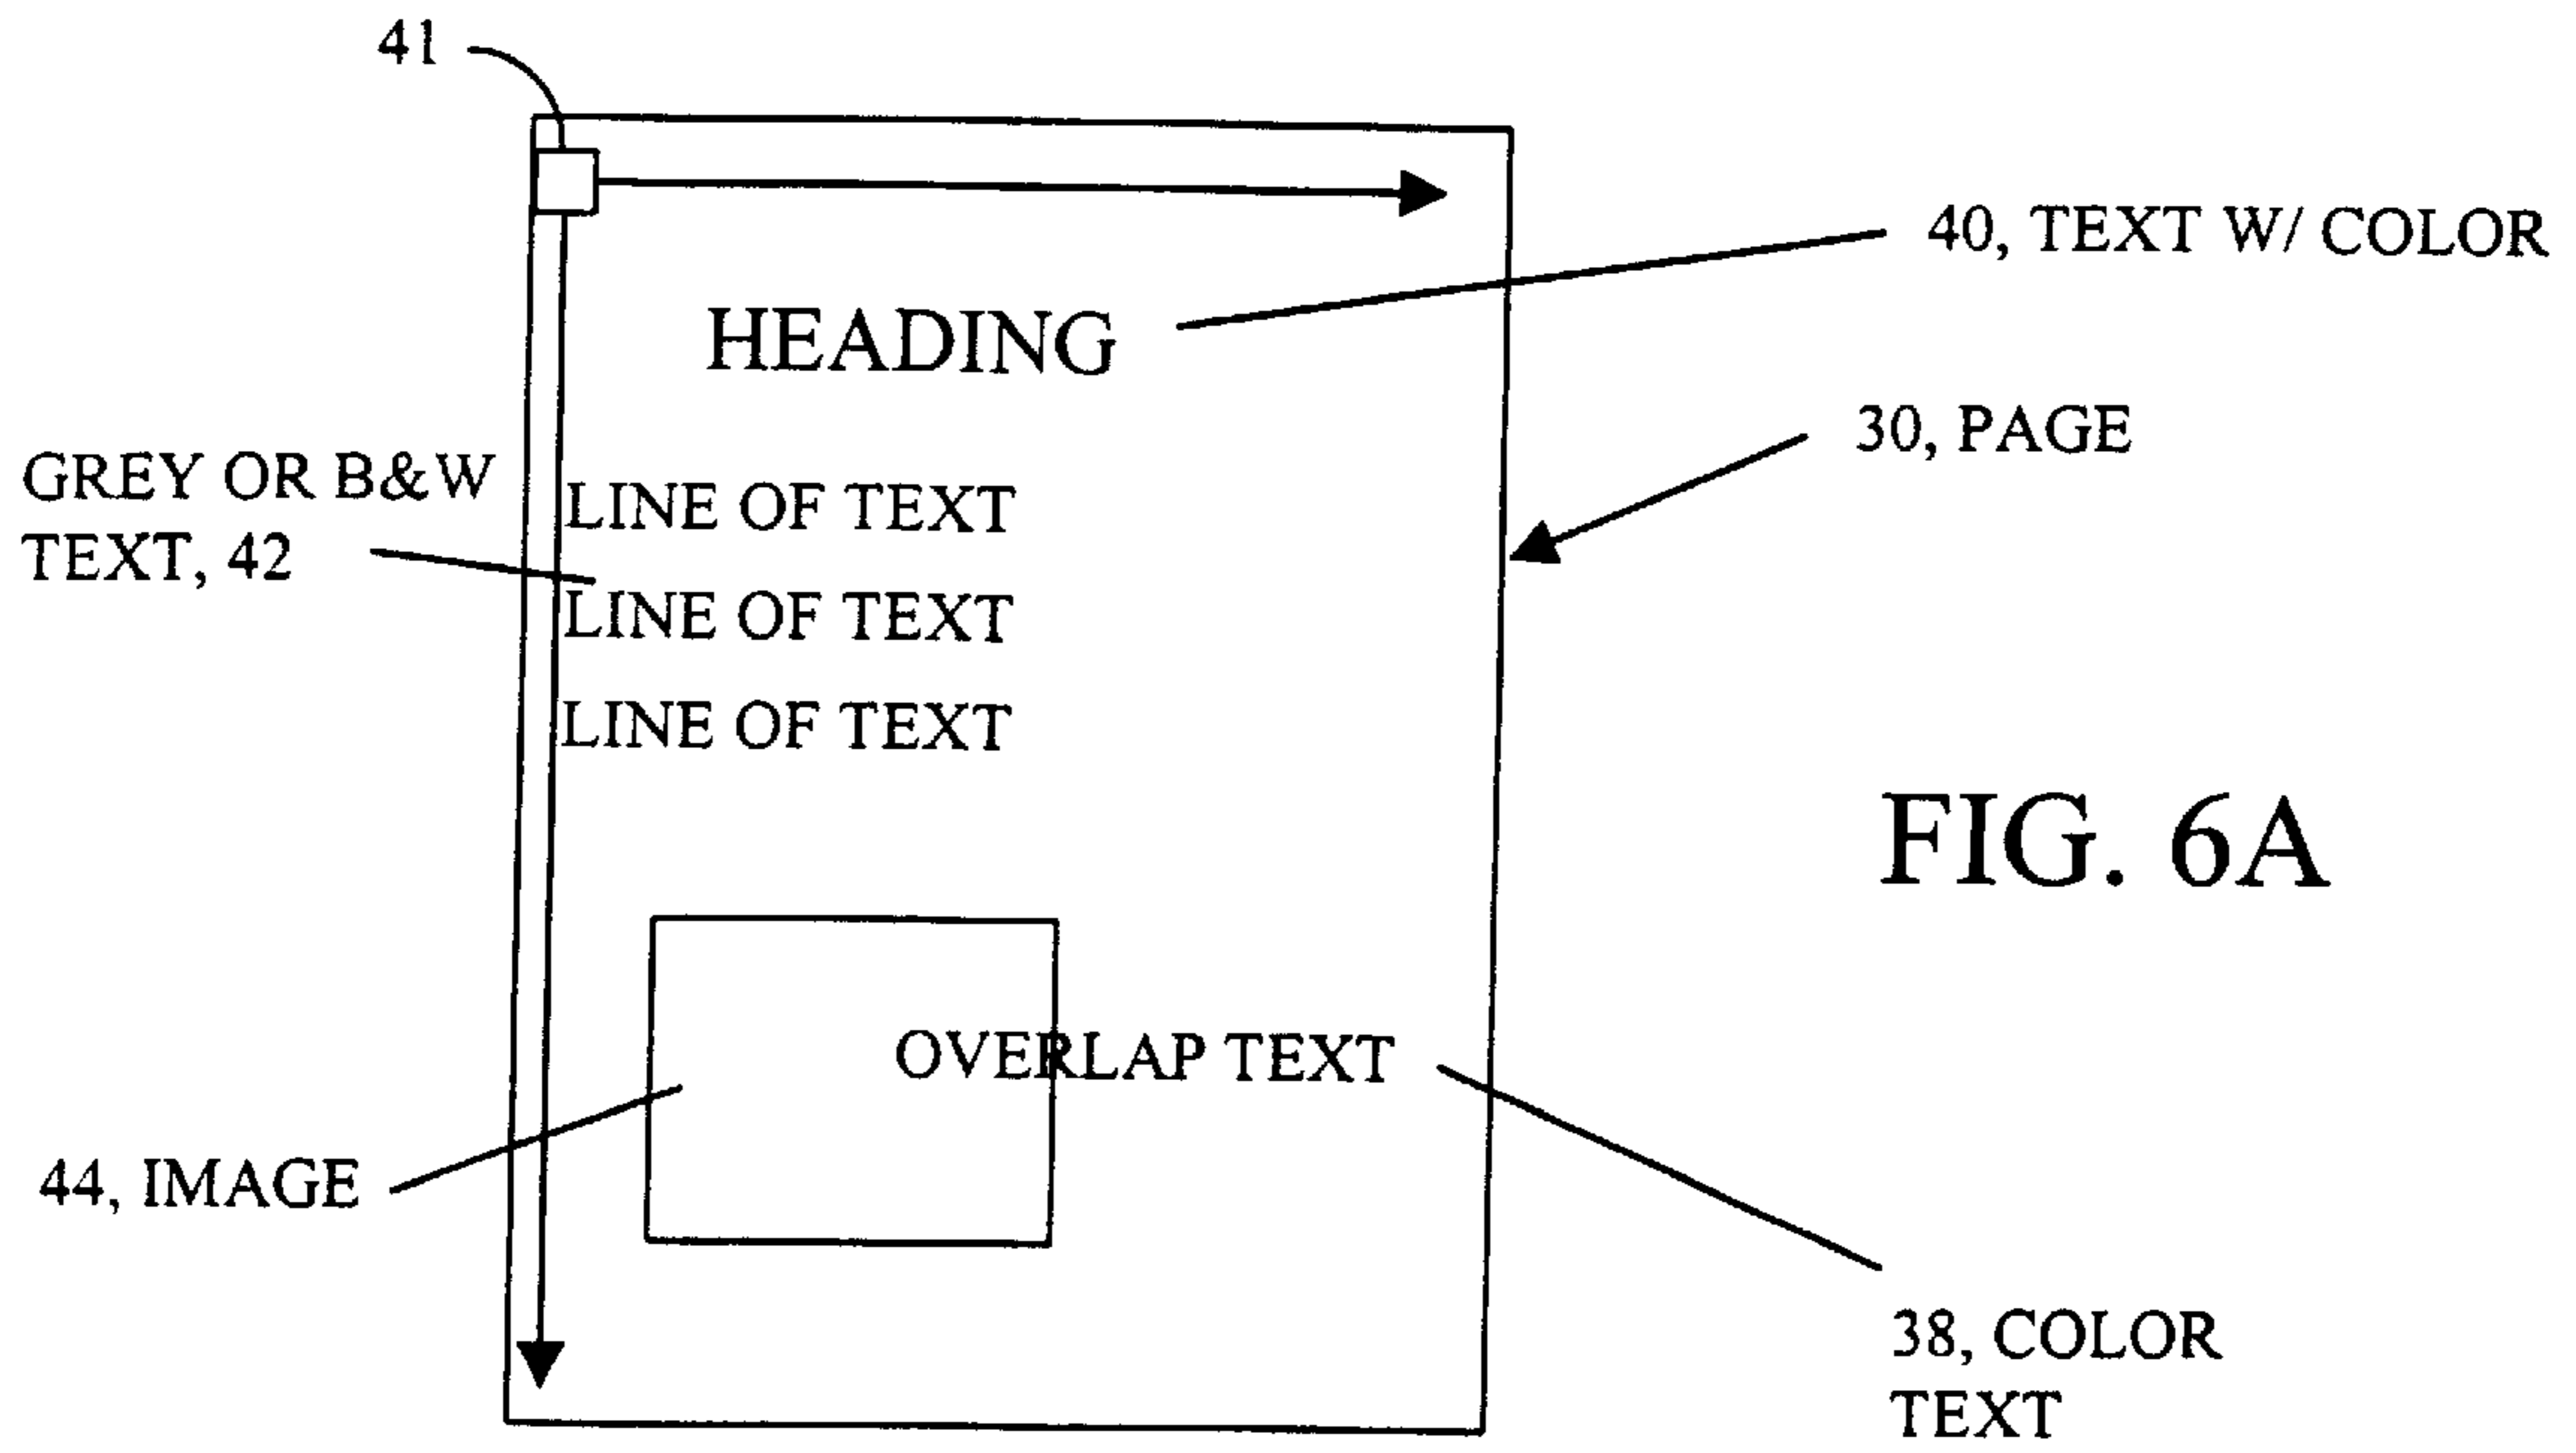 41
40, TEXT W/ COLOR
HEADING
30, PAGE
GREY OR B&W
TEXT, 42
LINE OF TEXT
LINE OF TEXT
LINE OF TEXT
FIG. 6A
OVERLAP TEXT
44, IMAGE
38, COLOR
TEXT